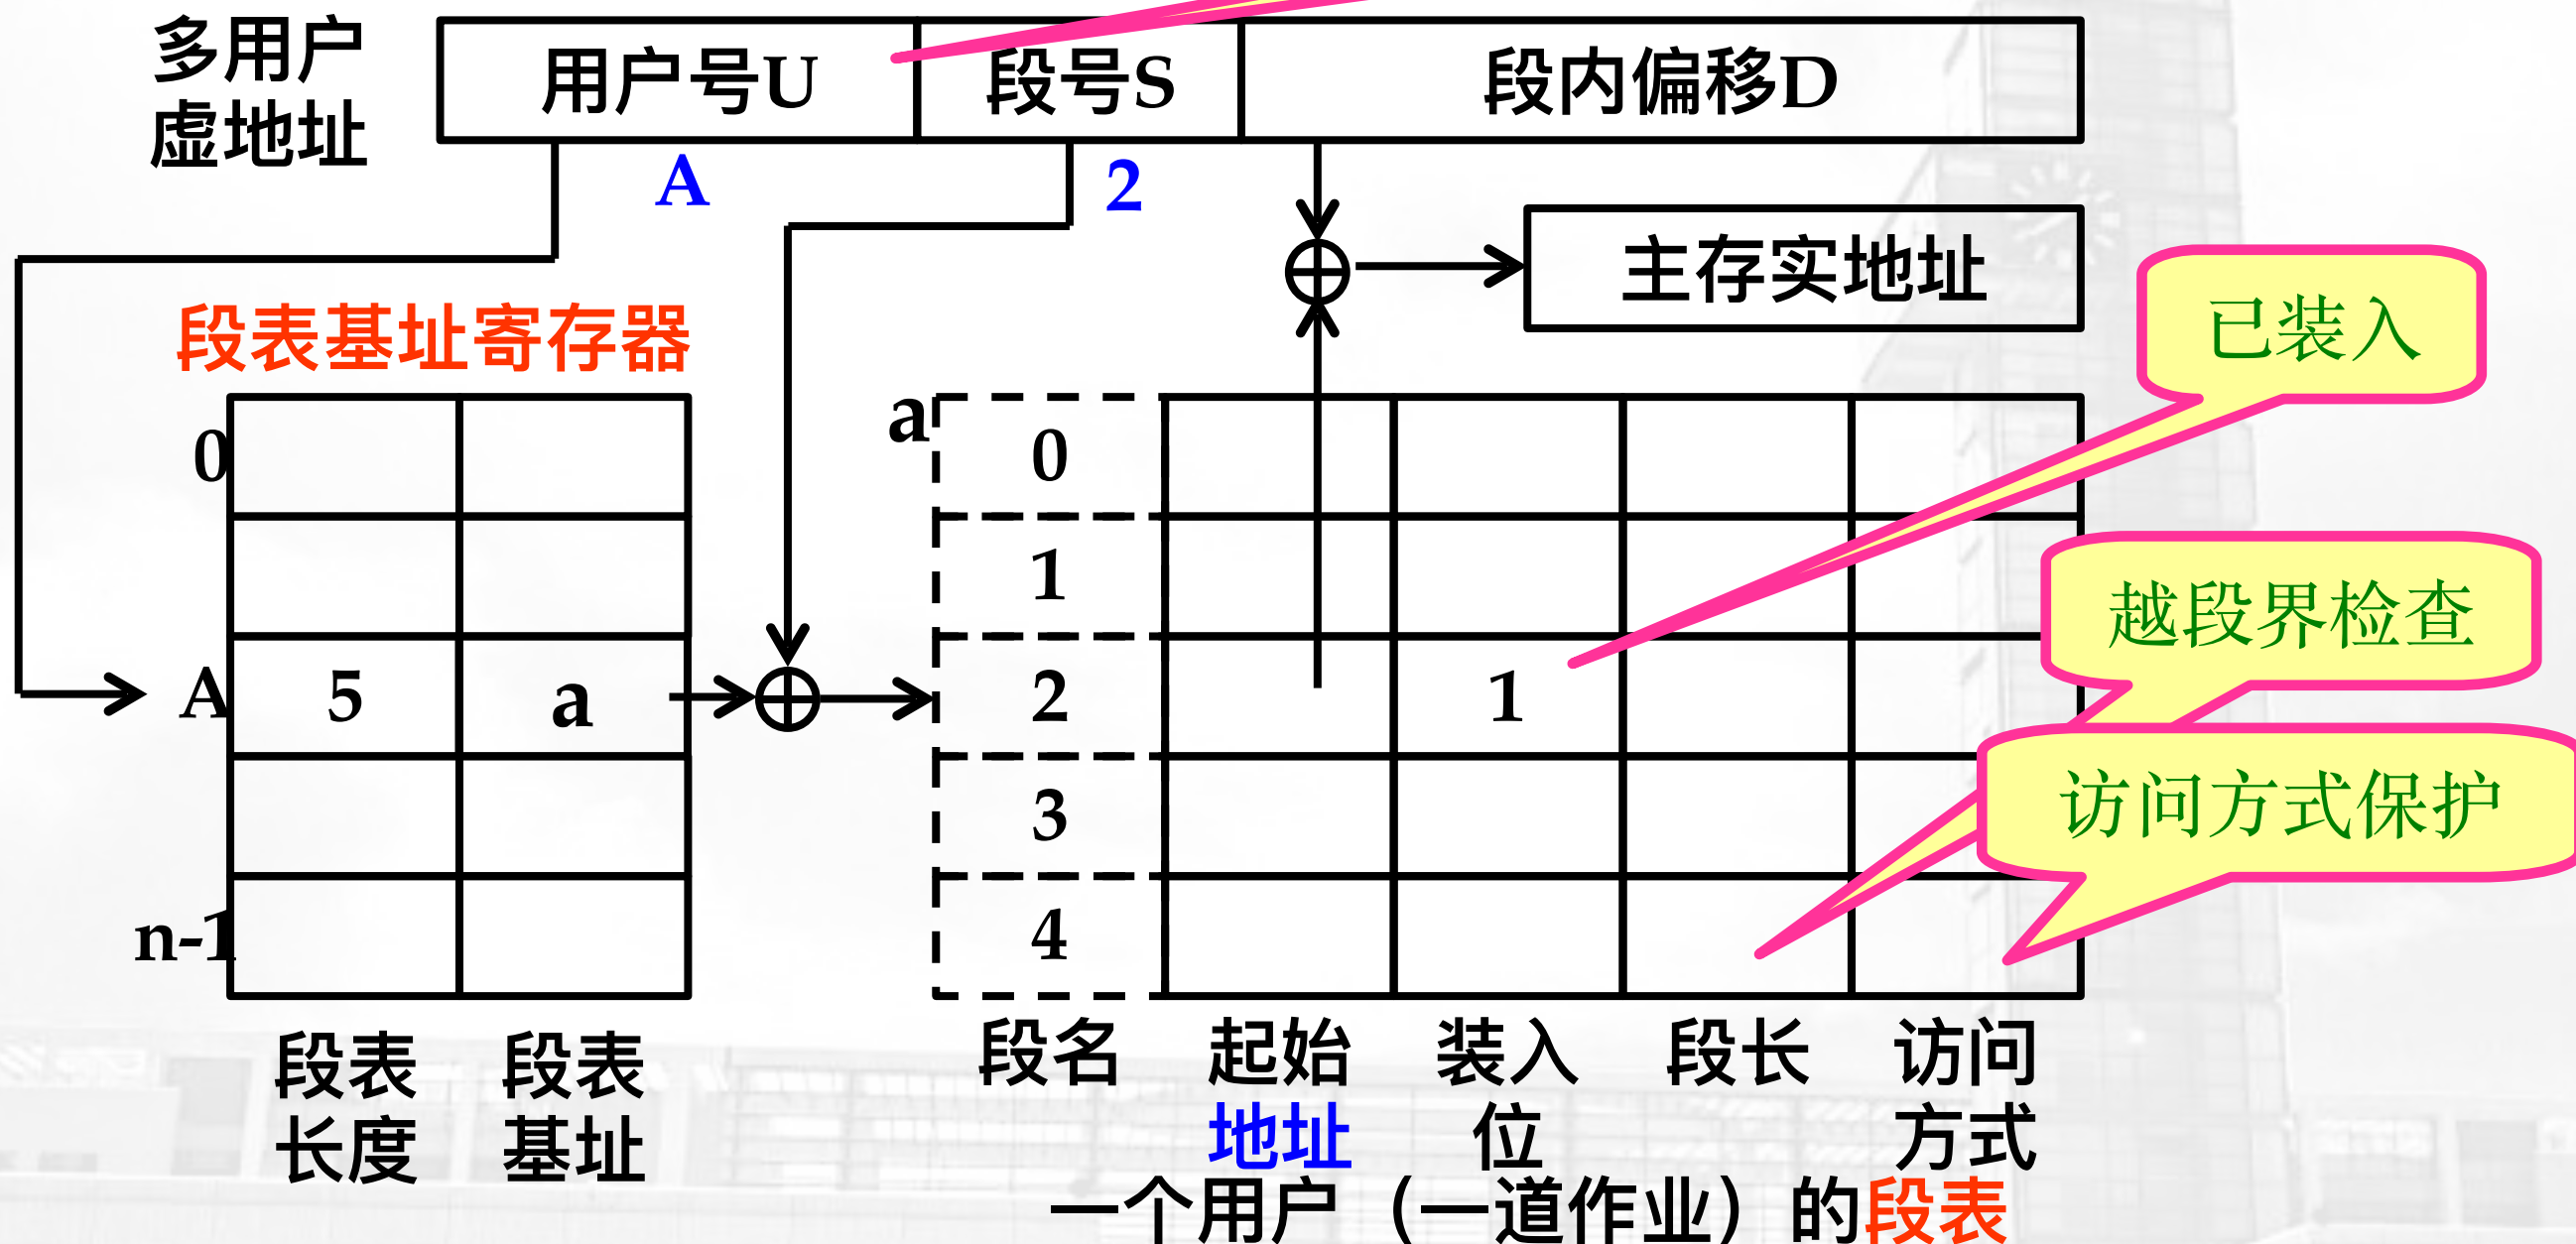 多用户
虚地址
用户号U
段号S
段内偏移D
A
2
主存实地址
已装入
段表基址寄存器
a
0
0
1
越段界检查
A
5
a
2
1
访问方式保护
3
n-1
4
段表
长度
段表
基址
段名
起始
地址
装入
位
段长
访问
方式
一个用户（一道作业）的段表